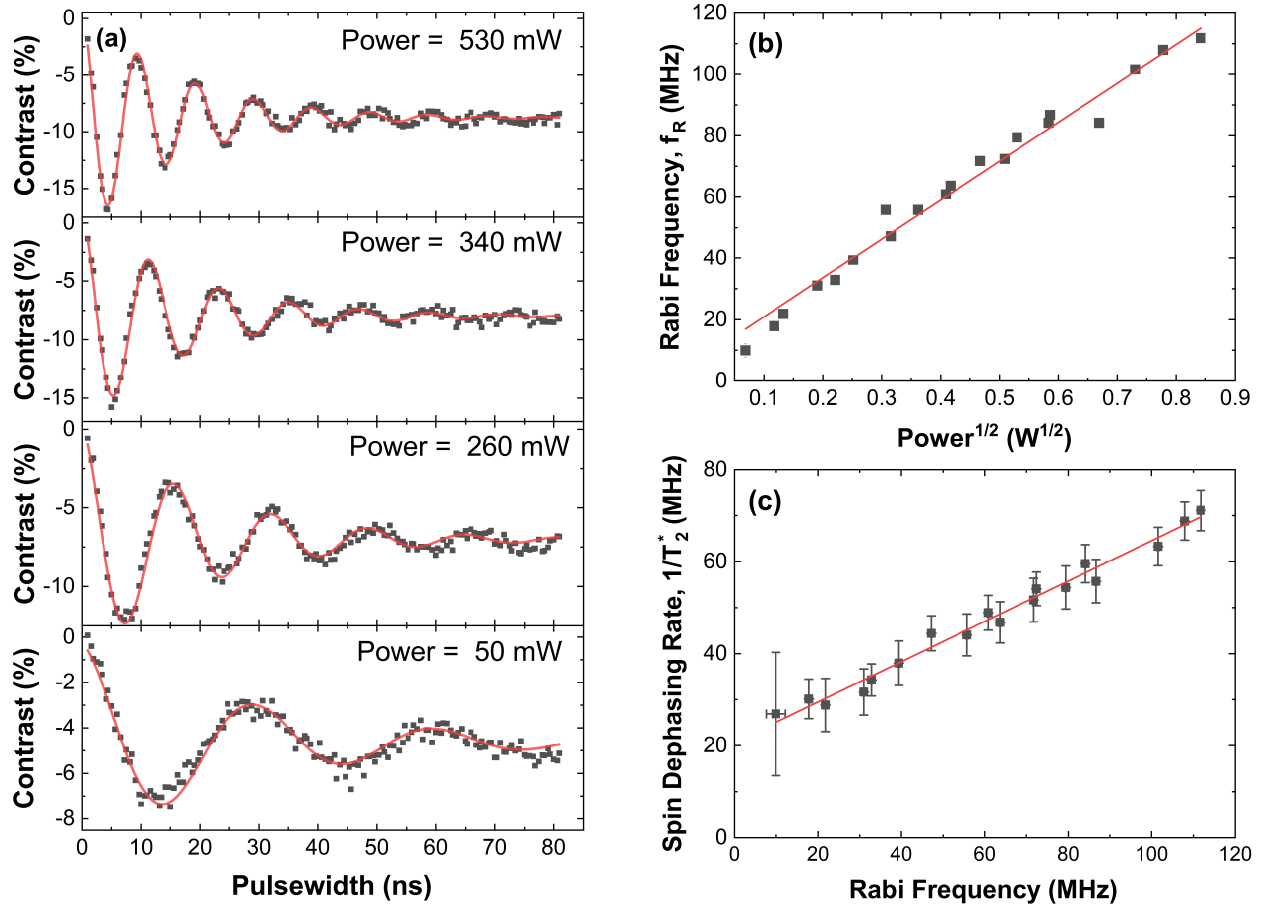 (a)
Power = 530 mW
Contrast (%)
0
-5
-10
-15
Power = 340 mW
Contrast (%)
0
-5
-10
-15
Power = 260 mW
Contrast (%)
0
-5
-10
Power = 50 mW
Contrast (%)
0
-2
-4
-6
-8
0 10 20 30 40 50 60 70 80
Pulsewidth (ns)
(b)
Rabi Frequency, f_R (MHz)
120
100
80
60
40
20
0
0.1 0.2 0.3 0.4 0.5 0.6 0.7 0.8 0.9
Power^1/2 (W^1/2)
(c)
Spin Dephasing Rate, 1/T_2^* (MHz)
80
60
40
20
0
0 20 40 60 80 100 120
Rabi Frequency (MHz)